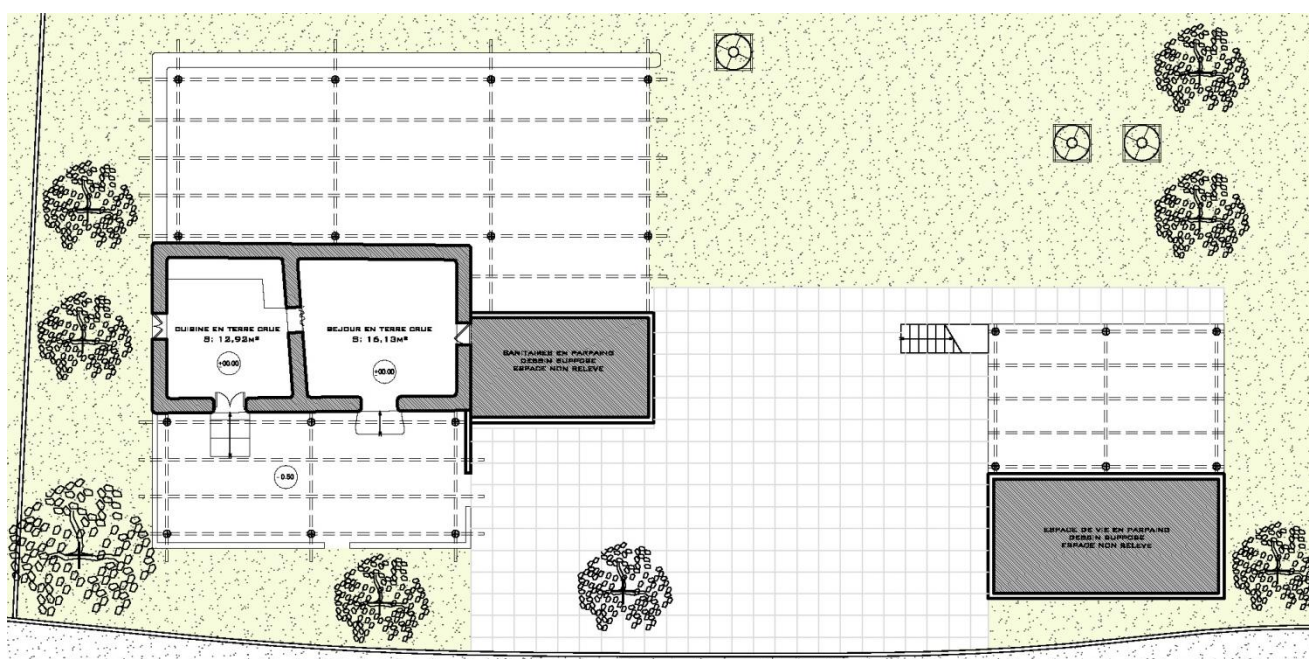 CUISINE EN TERRE CRUE
S: 12,92M²
+00.00
SEJOUR EN TERRE CRUE
S: 16,13M²
+00.00
SANITAIRES EN PARPAING
DESSIN SUPPOSE
ESPACE NON RELEVE
-0.50
ESPACE DE VIE EN PARPAING
DESSIN SUPPOSE
ESPACE NON RELEVE